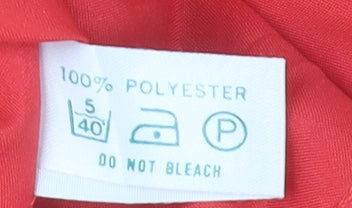 100% POLYESTER
5
40 P
DO NOT BLEACH